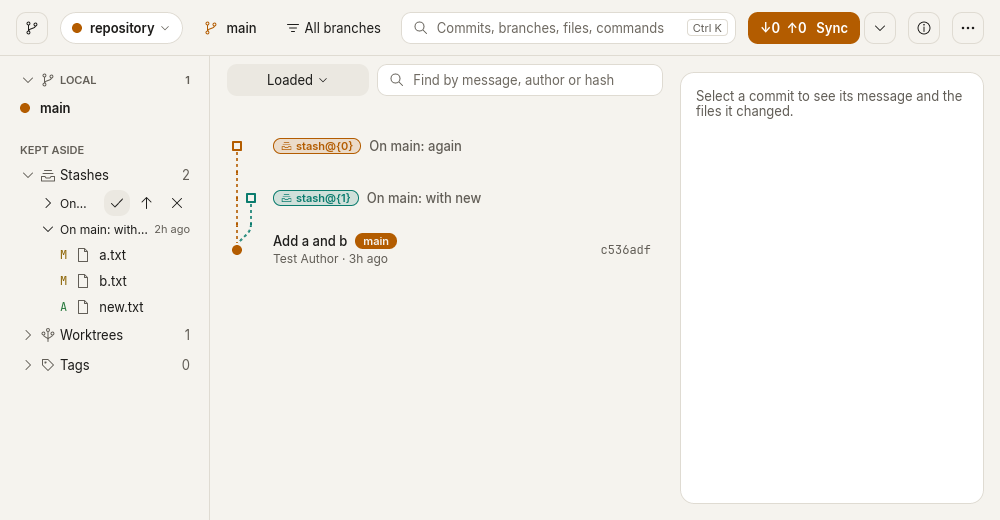 repository
main
All branches
Commits, branches, files, commands
Ctrl K
↓0 ↑0 Sync
LOCAL
1
main
KEPT ASIDE
Stashes
2
On...
On main: with...
2h ago
M
a.txt
M
b.txt
A
new.txt
Worktrees
1
Tags
0
Loaded
Find by message, author or hash
stash@{0}
On main: again
stash@{1}
On main: with new
Add a and b
main
Test Author · 3h ago
c536adf
Select a commit to see its message and the
files it changed.